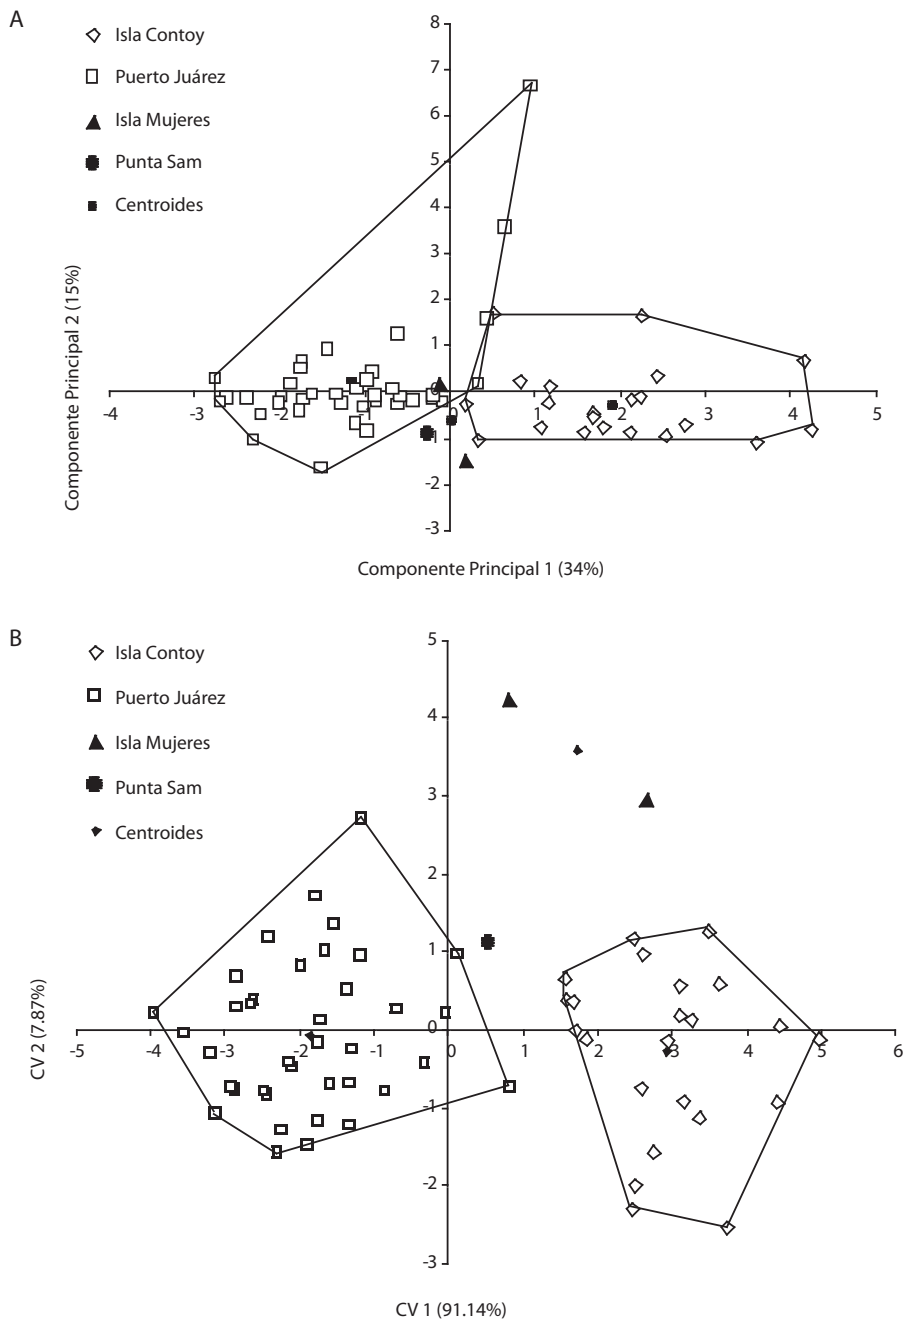 A
Isla Contoy
Puerto Juárez
Isla Mujeres
Punta Sam
Centroides
8
7
6
5
4
3
2
1
0
-1
-2
-3
-4 -3 -2 -1 0 1 2 3 4 5
Componente Principal 2 (15%)
Componente Principal 1 (34%)
B
Isla Contoy
Puerto Juárez
Isla Mujeres
Punta Sam
Centroides
5
4
3
2
1
0
-1
-2
-3
-5 -4 -3 -2 -1 0 1 2 3 4 5 6
CV 2 (7.87%)
CV 1 (91.14%)